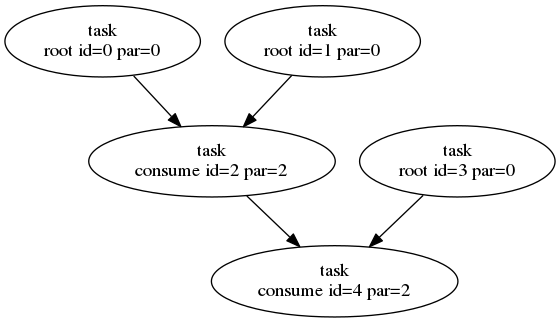 task
root id=0 par=0
task
root id=1 par=0
task
consume id=2 par=2
task
root id=3 par=0
task
consume id=4 par=2